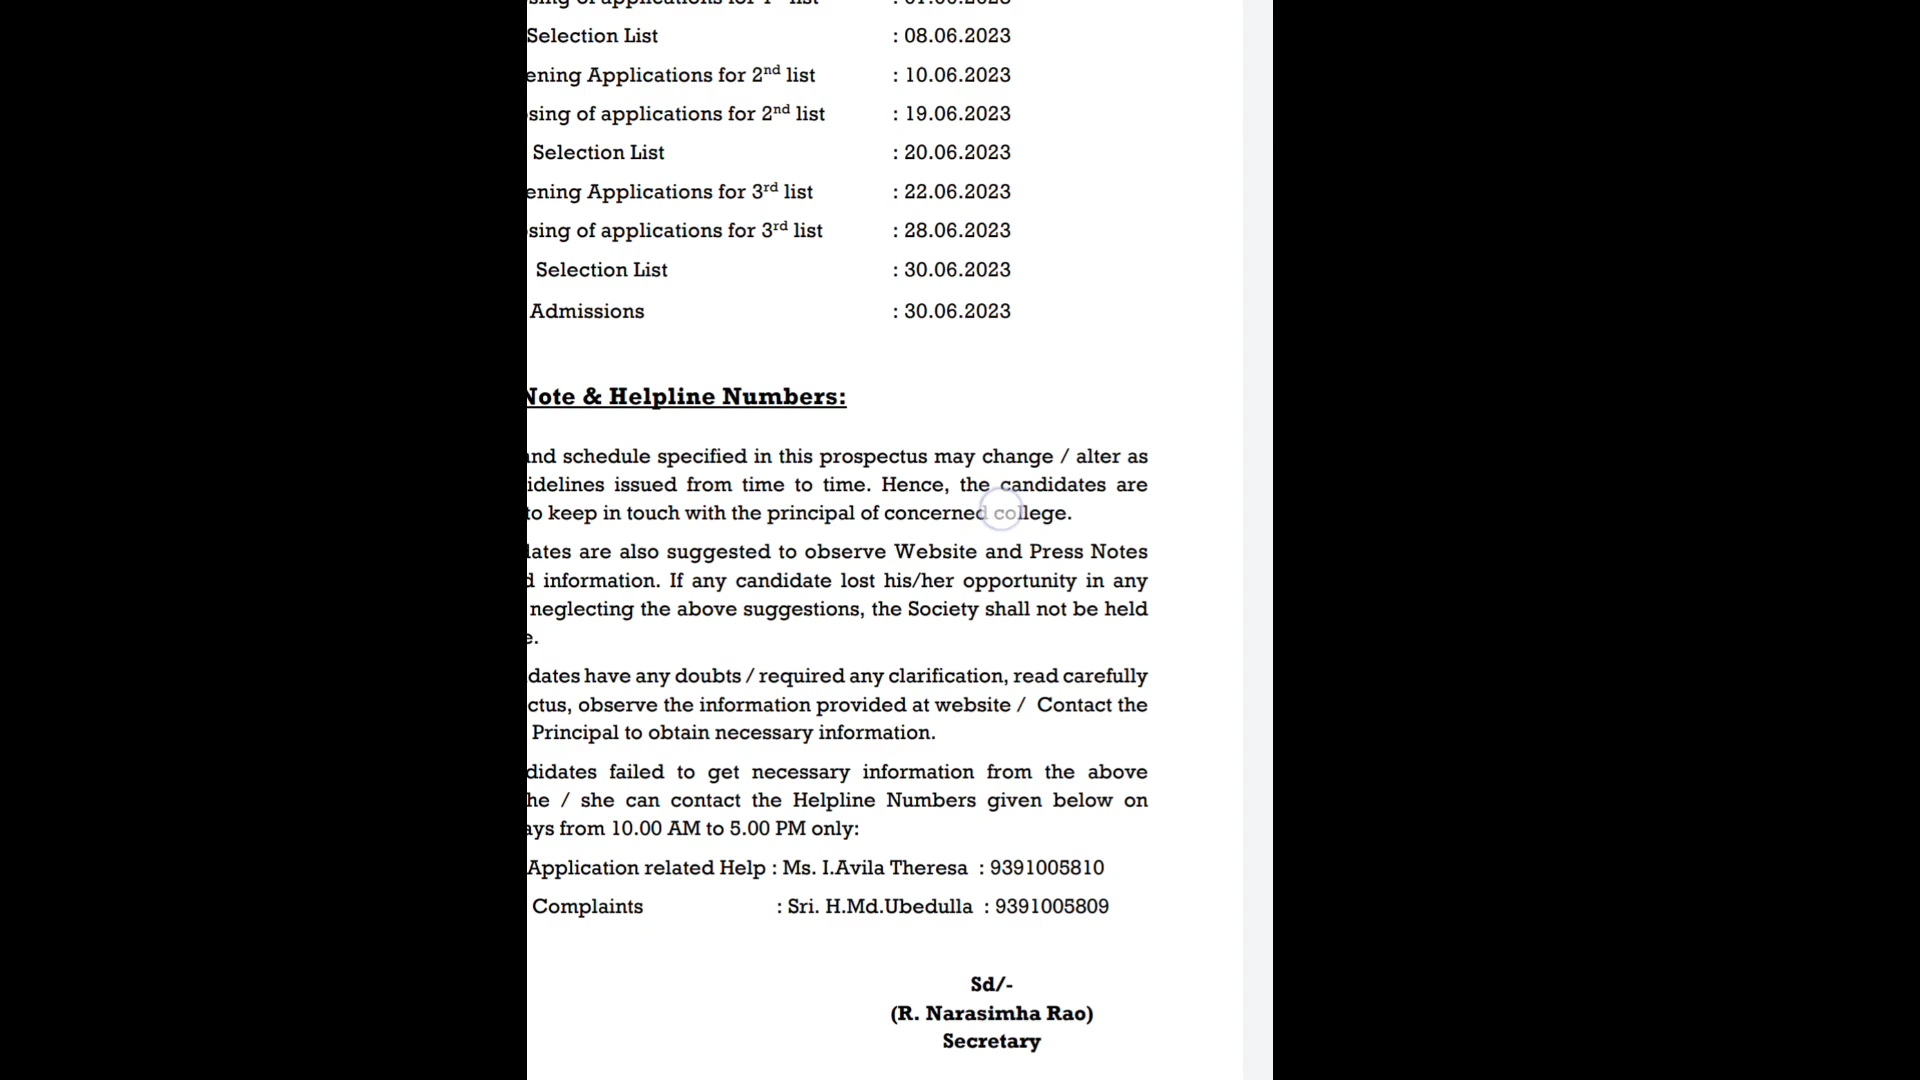 Selection List : 08.06.2023
ening Applications for 2nd list : 10.06.2023
sing of applications for 2nd list : 19.06.2023
Selection List : 20.06.2023
ening Applications for 3rd list : 22.06.2023
sing of applications for 3rd list : 28.06.2023
Selection List : 30.06.2023
Admissions : 30.06.2023
Note & Helpline Numbers:
and schedule specified in this prospectus may change / alter as
idelines issued from time to time. Hence, the candidates are
to keep in touch with the principal of concerned college.
lates are also suggested to observe Website and Press Notes
d information. If any candidate lost his/her opportunity in any
neglecting the above suggestions, the Society shall not be held
e.
dates have any doubts / required any clarification, read carefully
ctus, observe the information provided at website / Contact the
Principal to obtain necessary information.
didates failed to get necessary information from the above
he / she can contact the Helpline Numbers given below on
ays from 10.00 AM to 5.00 PM only:
Application related Help : Ms. I.Avila Theresa : 9391005810
Complaints : Sri. H.Md.Ubedulla : 9391005809
Sd/-
(R. Narasimha Rao)
Secretary